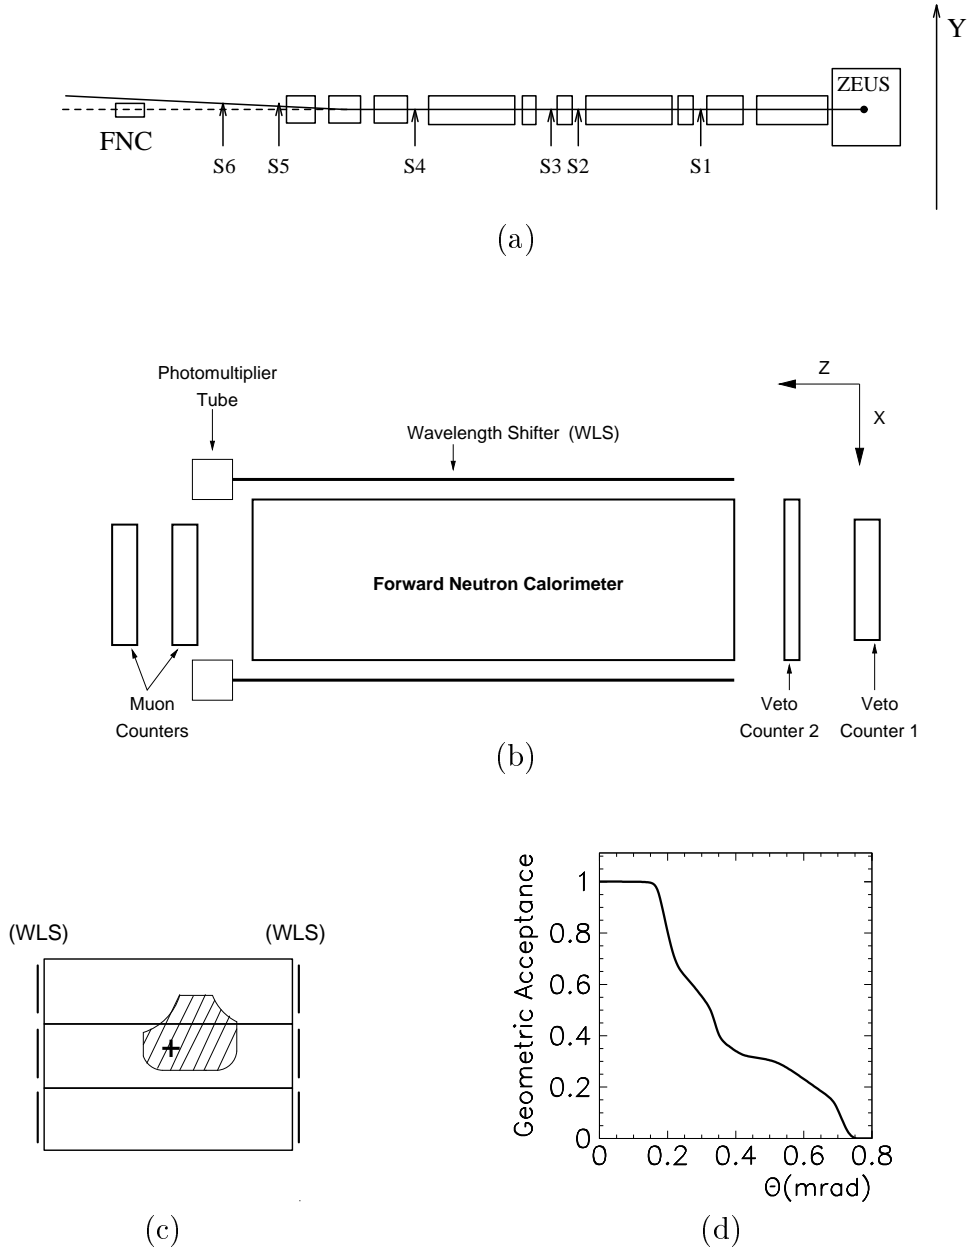 Y
ZEUS
FNC
S6 S5 S4 S3 S2 S1
(a)
Photomultiplier
Tube
Wavelength Shifter (WLS)
Z
X
Forward Neutron Calorimeter
Muon
Counters
Veto
Counter 2
Veto
Counter 1
(b)
(WLS) (WLS)
(c)
Geometric Acceptance
1
0.8
0.6
0.4
0.2
0
0 0.2 0.4 0.6 0.8
Θ(mrad)
(d)